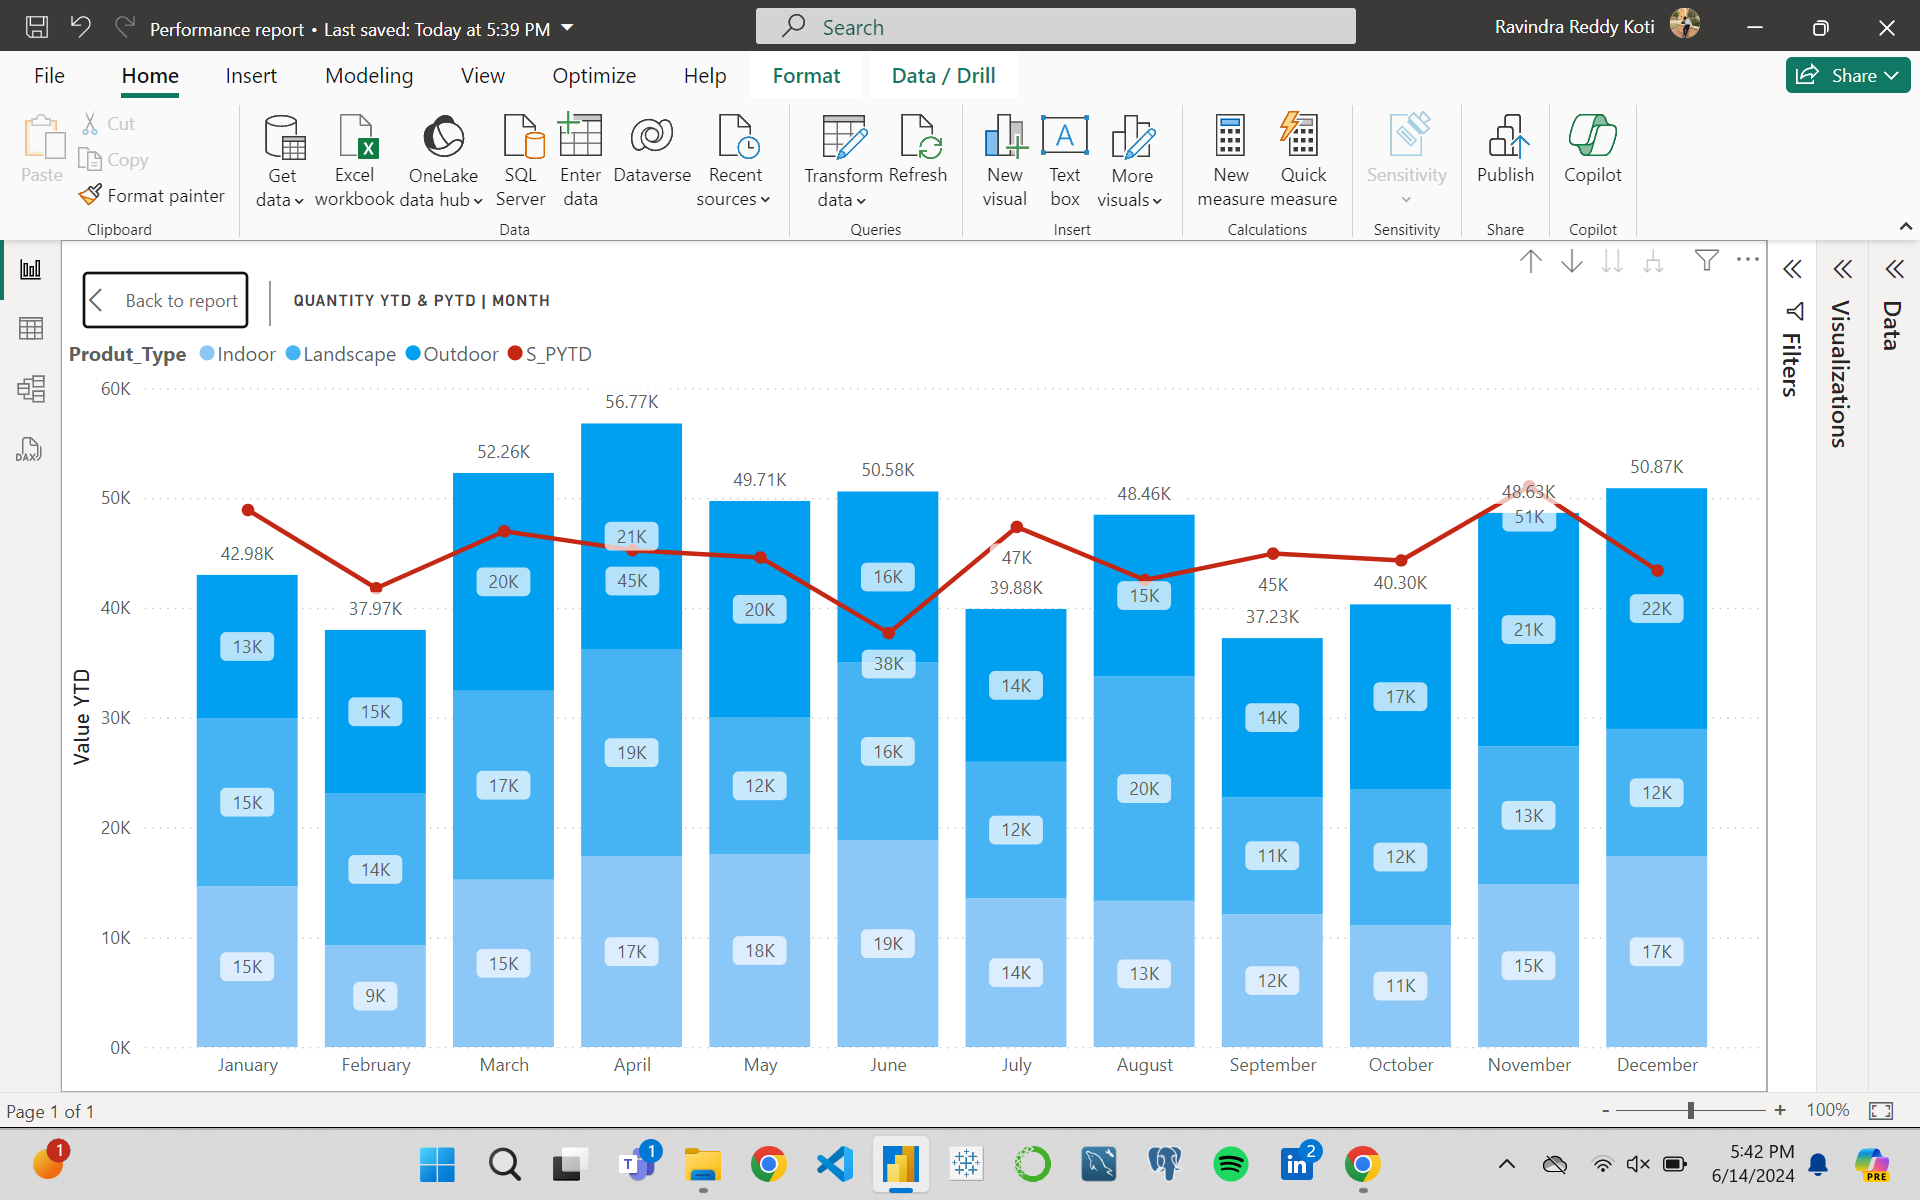 Performance report • Last saved: Today at 5:39 PM
Search
Ravindra Reddy Koti
File Home Insert Modeling View Optimize Help Format Data / Drill
Share
Paste
Cut
Copy
Format painter
Clipboard
Get data
Excel workbook
OneLake data hub
SQL Server
Enter data
Dataverse
Recent sources
Data
Transform data
Refresh
Queries
New visual
Text box
More visuals
Insert
New measure
Quick measure
Calculations
Sensitivity
Sensitivity
Publish
Share
Copilot
Copilot
DAX
Back to report
QUANTITY YTD & PYTD | MONTH
Produt_Type Indoor Landscape Outdoor S_PYTD
Value YTD
60K
50K
40K
30K
20K
10K
0K
42.98K
13K
15K
15K
January
37.97K
15K
14K
9K
February
52.26K
20K
17K
15K
March
56.77K
21K
45K
19K
17K
April
49.71K
20K
12K
18K
May
50.58K
16K
38K
16K
19K
June
47K
39.88K
14K
12K
14K
July
48.46K
15K
20K
13K
August
45K
37.23K
14K
11K
12K
September
40.30K
17K
12K
11K
October
48.63K
51K
21K
13K
15K
November
50.87K
22K
12K
17K
December
Filters
Visualizations
Data
Page 1 of 1
- + 100%
1
1
2
5:42 PM
6/14/2024
PRE